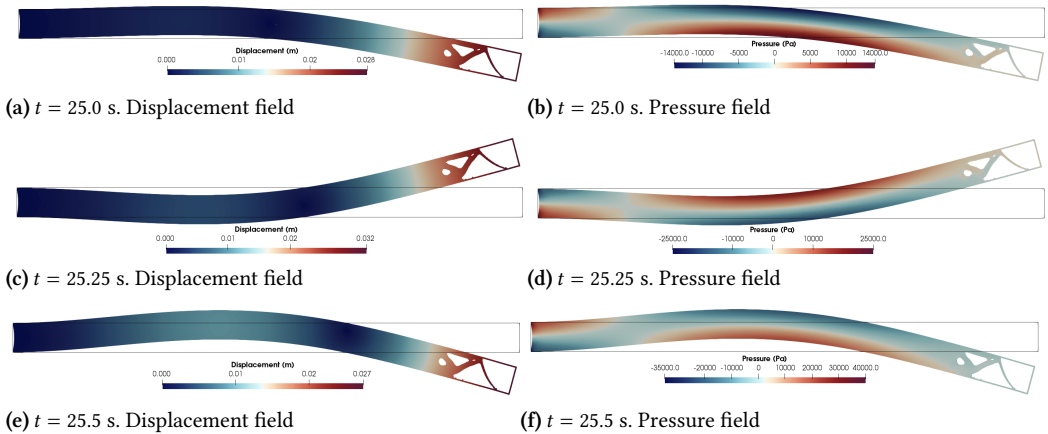 Displacement (m)
0.000 0.01 0.02 0.028
Pressure (Pa)
-14000.0 -10000 -5000 0 5000 10000 14000.0
(a) t = 25.0 s. Displacement field
(b) t = 25.0 s. Pressure field
Displacement (m)
0.000 0.01 0.02 0.032
Pressure (Pa)
-25000.0 -10000 0 10000 25000.0
(c) t = 25.25 s. Displacement field
(d) t = 25.25 s. Pressure field
Displacement (m)
0.000 0.01 0.02 0.027
Pressure (Pa)
-35000.0 -20000 -10000 0 10000 20000 40000.0
(e) t = 25.5 s. Displacement field
(f) t = 25.5 s. Pressure field